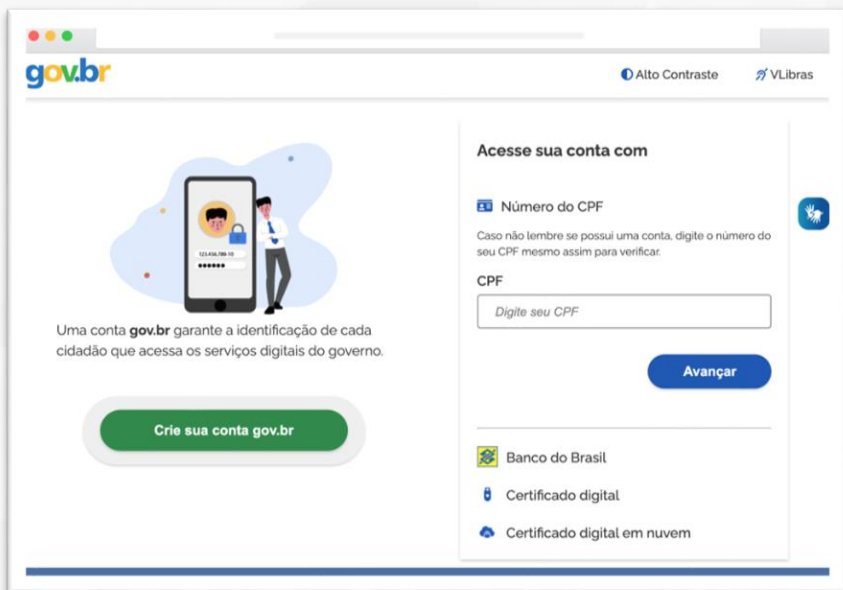 gov.br
Alto Contraste
VLibras
123.456.789-10
Uma conta gov.br garante a identificação de cada
cidadão que acessa os serviços digitais do governo.
Crie sua conta gov.br
Acesse sua conta com
Número do CPF
Caso não lembre se possui uma conta, digite o número do
seu CPF mesmo assim para verificar.
CPF
Digite seu CPF
Avançar
Banco do Brasil
Certificado digital
Certificado digital em nuvem